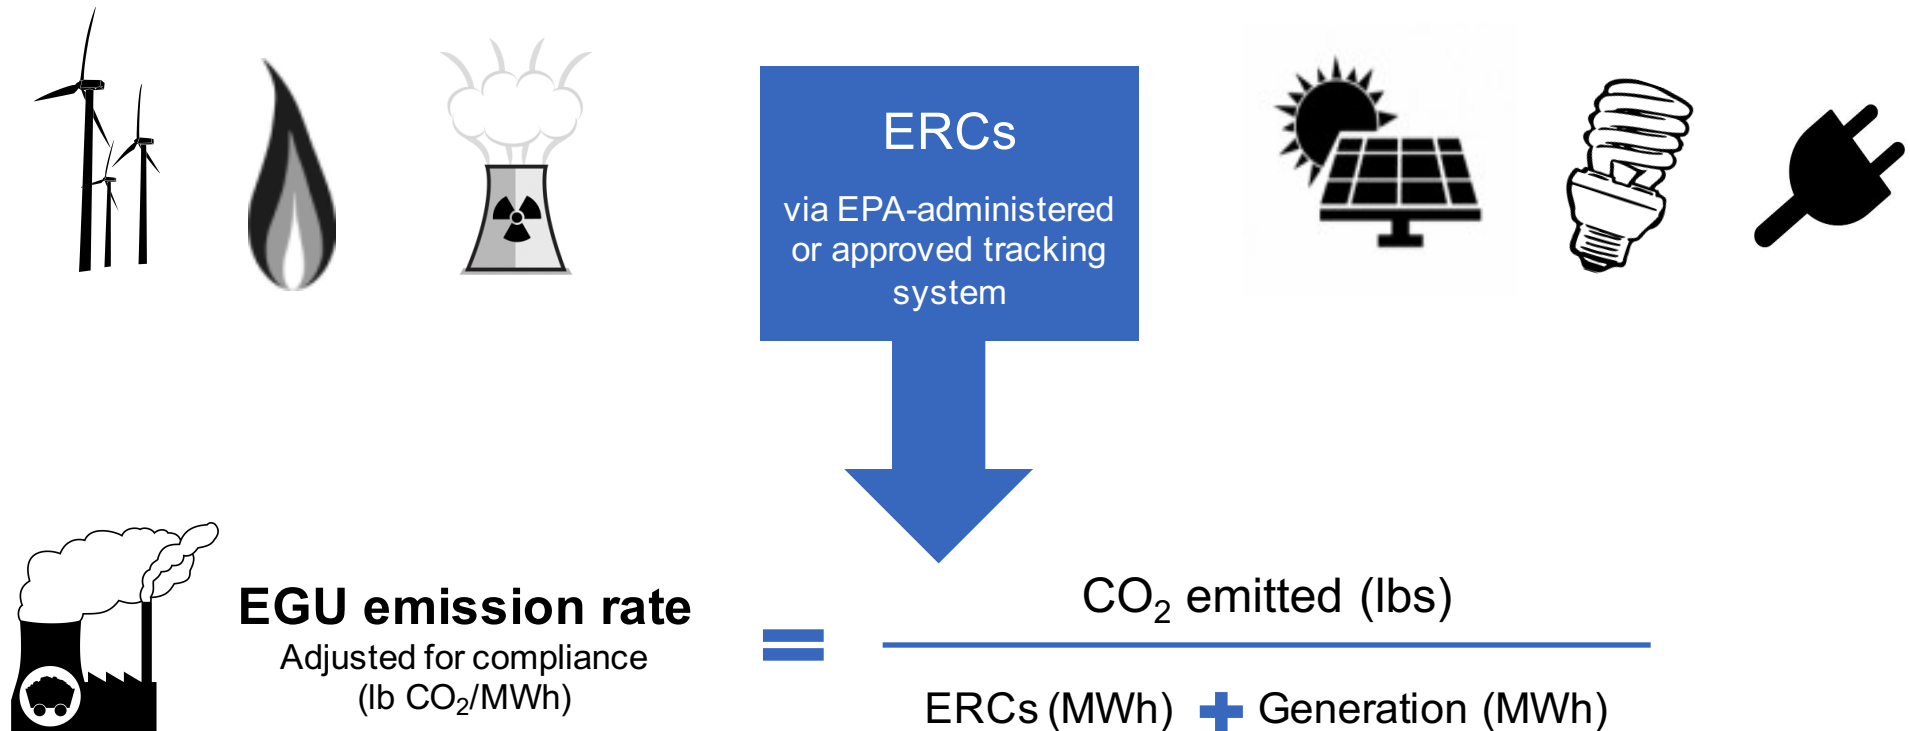 ERCs
via EPA-administered
or approved tracking
system
EGU emission rate
Adjusted for compliance
(lb CO₂/MWh)
=
CO₂ emitted (lbs)
ERCs (MWh) + Generation (MWh)